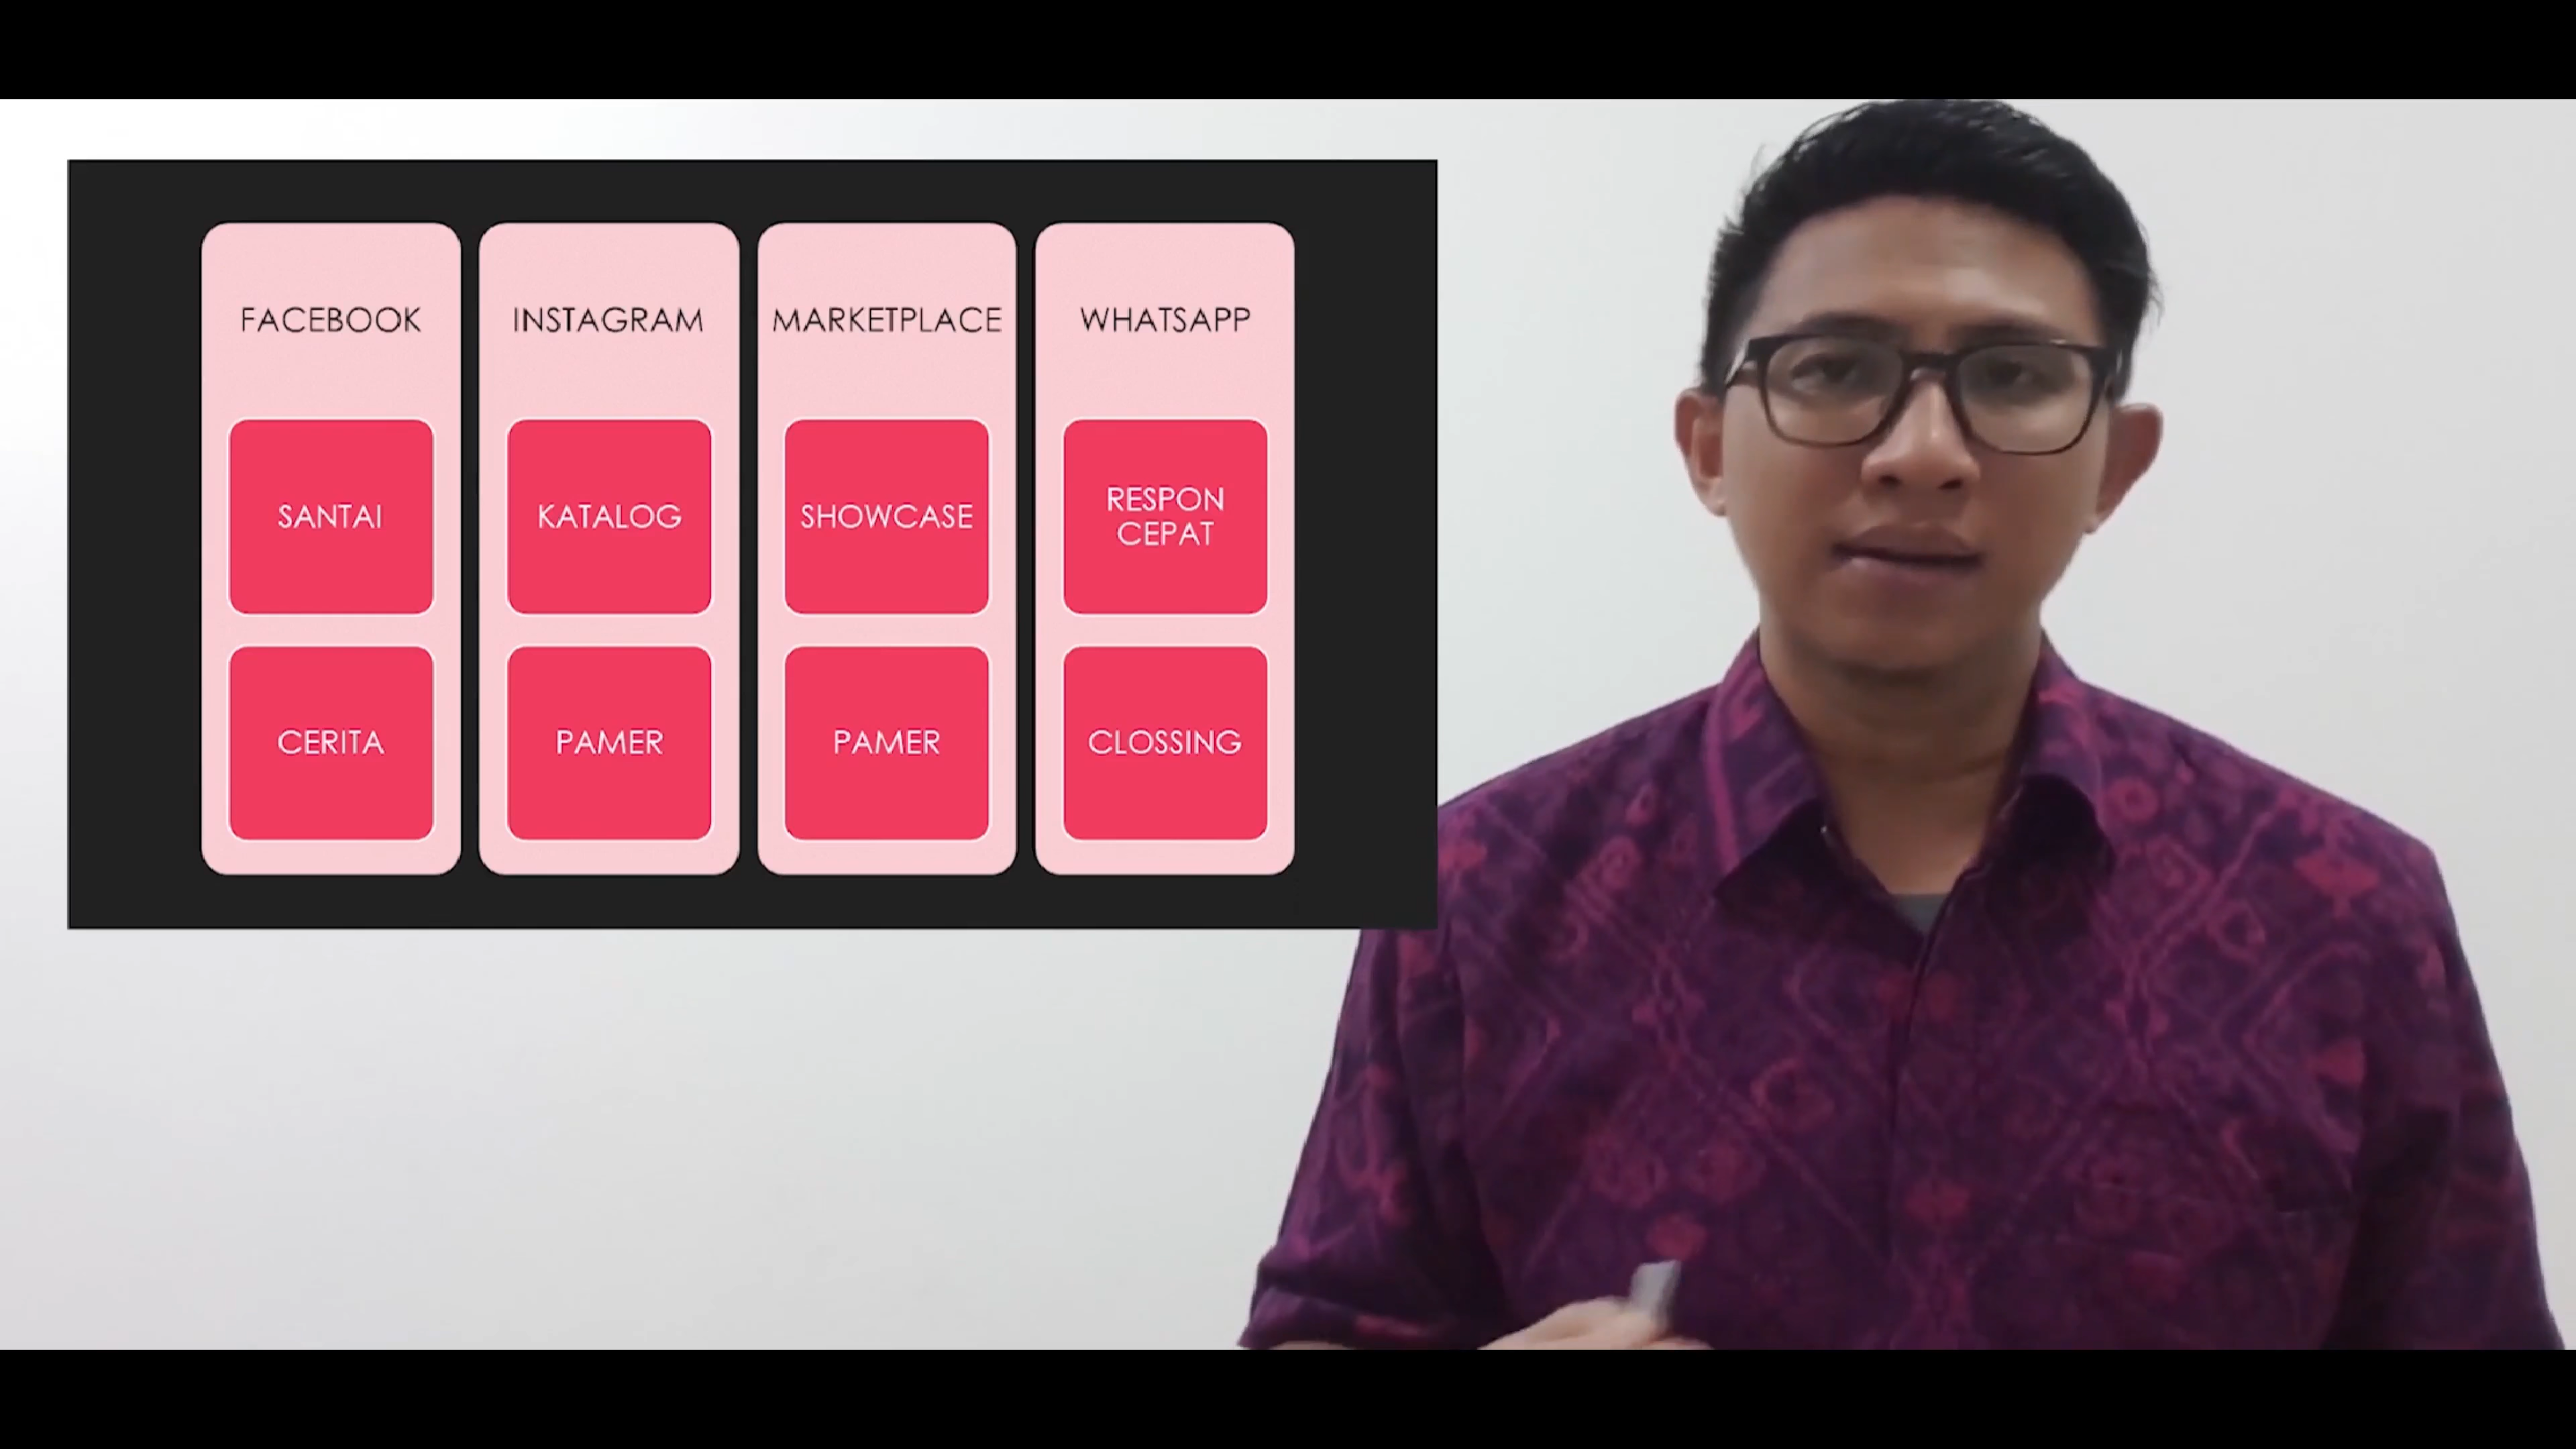 FACEBOOK
SANTAI
CERITA
INSTAGRAM
KATALOG
PAMER
MARKETPLACE
SHOWCASE
PAMER
WHATSAPP
RESPON
CEPAT
CLOSSING